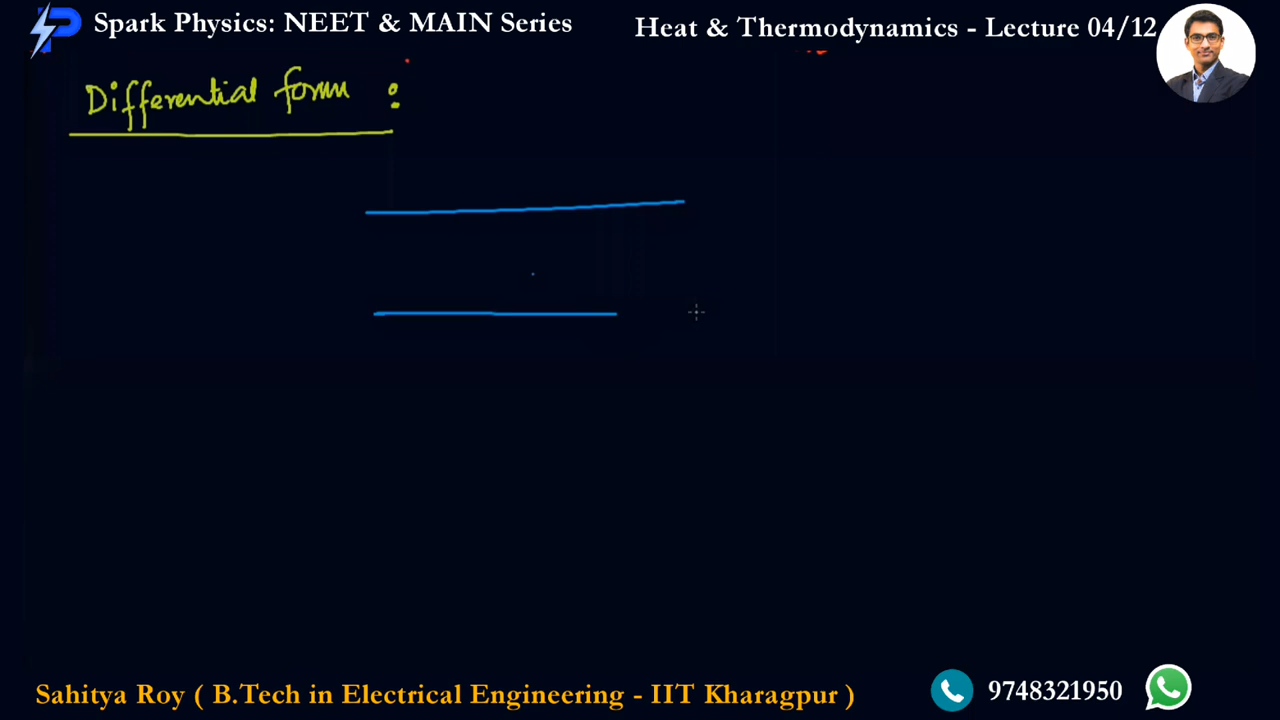 Spark Physics: NEET & MAIN Series
Heat & Thermodynamics - Lecture 04/12
Differential form :
Sahitya Roy ( B.Tech in Electrical Engineering - IIT Kharagpur )
9748321950